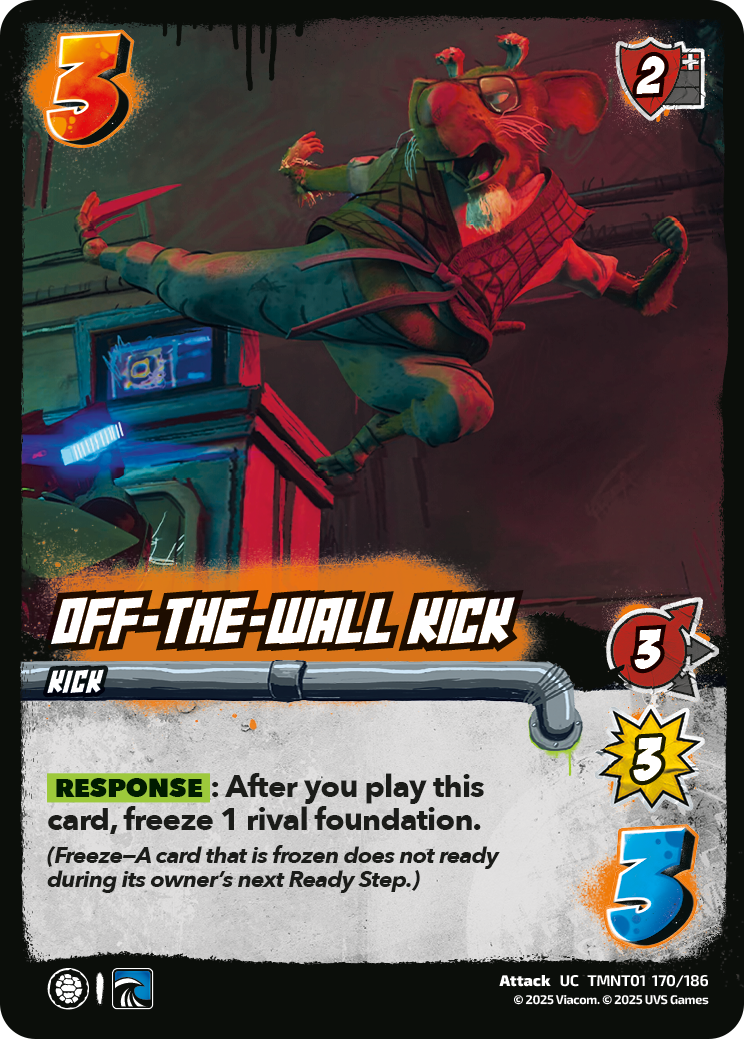 3
2
OFF-THE-WALL KICK
KICK
3
3
3
RESPONSE: After you play this
card, freeze 1 rival foundation.
(Freeze—A card that is frozen does not ready
during its owner's next Ready Step.)
Attack UC TMNT01 170/186
© 2025 Viacom. © 2025 UVS Games